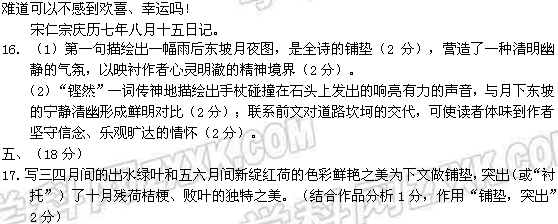 难道可以不感到欢喜、幸运吗!
宋仁宗庆历七年八月十五日记。
16. (1)第一句描绘出一幅雨后东坡月夜图，是全诗的铺垫(2 分)，营造了一种清明幽
静的气氛，以映衬作者心灵明澈的精神境界(2 分)。
(2)“铿然”一词传神地描绘出手杖碰撞在石头上发出的响亮有力的声音，与月下东坡
的宁静清幽形成鲜明对比(2 分)；联系前文对道路坎坷的交代，可使读者体味到作者
坚守信念、乐观旷达的情怀(2 分)。
五、(18 分)
17. 写三四月间的出水绿叶和五六月间新绽红荷的色彩鲜艳之美为下文做铺垫，突出(或“衬
托”)了十月残荷桔梗、败叶的独特之美。(结合作品分析 1 分，作用“铺垫，突出”
2 分)